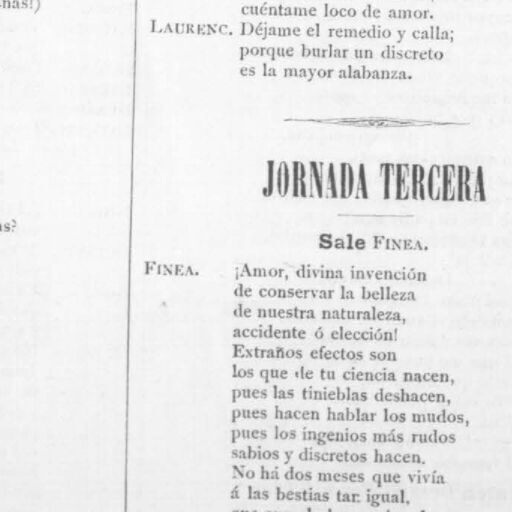 cuéntame loco de amor.
LAURENC. Déjame el remedio y calla;
porque burlar un discreto
es la mayor alabanza.
JORNADA TERCERA
Sale FINEA.
FINEA. ¡Amor, divina invención
de conservar la belleza
de nuestra naturaleza,
accidente ó elección!
Extraños efectos son
los que de tu ciencia nacen,
pues las tinieblas deshacen,
pues hacen hablar los mudos,
pues los ingenios más rudos
sabios y discretos hacen.
No há dos meses que vivía
á las bestias tan igual,